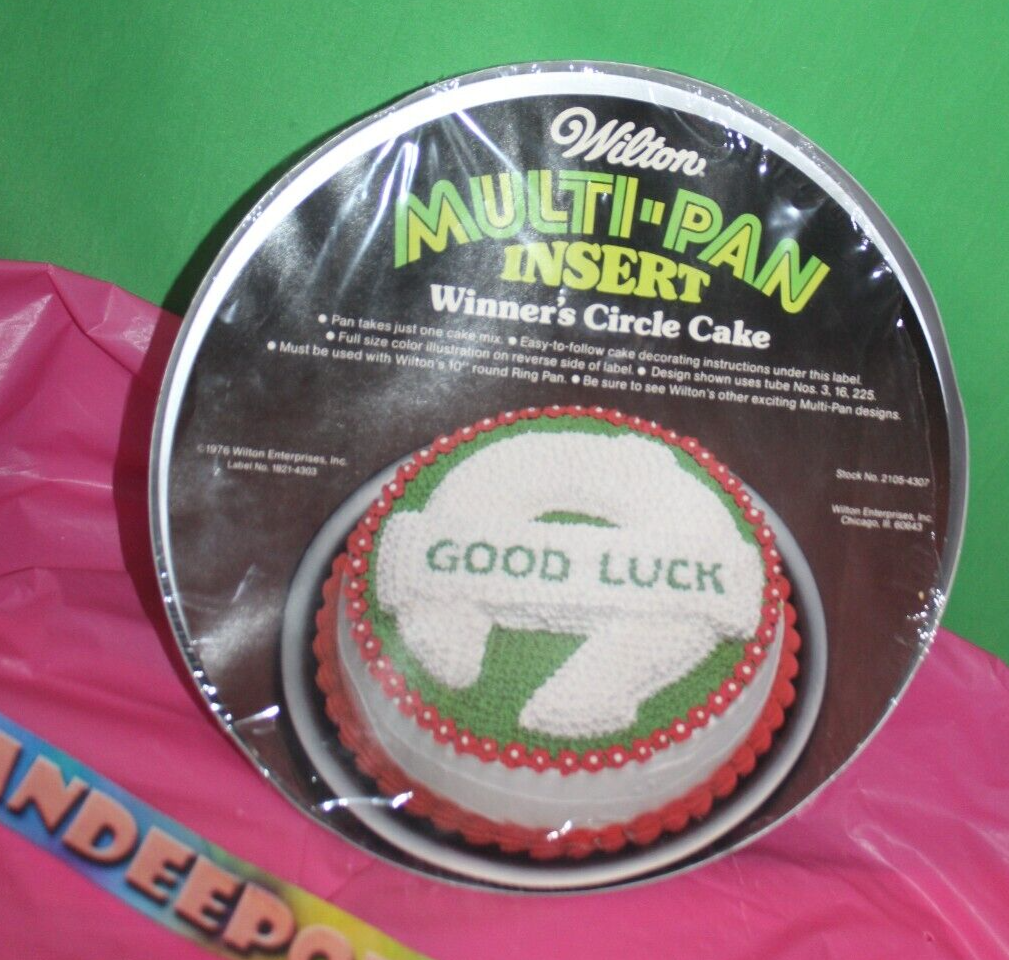 Wilton
MULTI-PAN
INSERT
Winner's Circle Cake
• Pan takes just one cake mix. • Easy-to-follow cake decorating instructions under this label.
• Full size color illustration on reverse side of label. • Design shown uses tube Nos. 3, 16, 225.
• Must be used with Wilton's 10" round Ring Pan. • Be sure to see Wilton's other exciting Multi-Pan designs.
©1976 Wilton Enterprises, Inc.
Label No. 1921-4303
Stock No. 2105-4307
Wilton Enterprises, Inc.
Chicago, Ill. 60643
GOOD LUCK
ANDEEPO